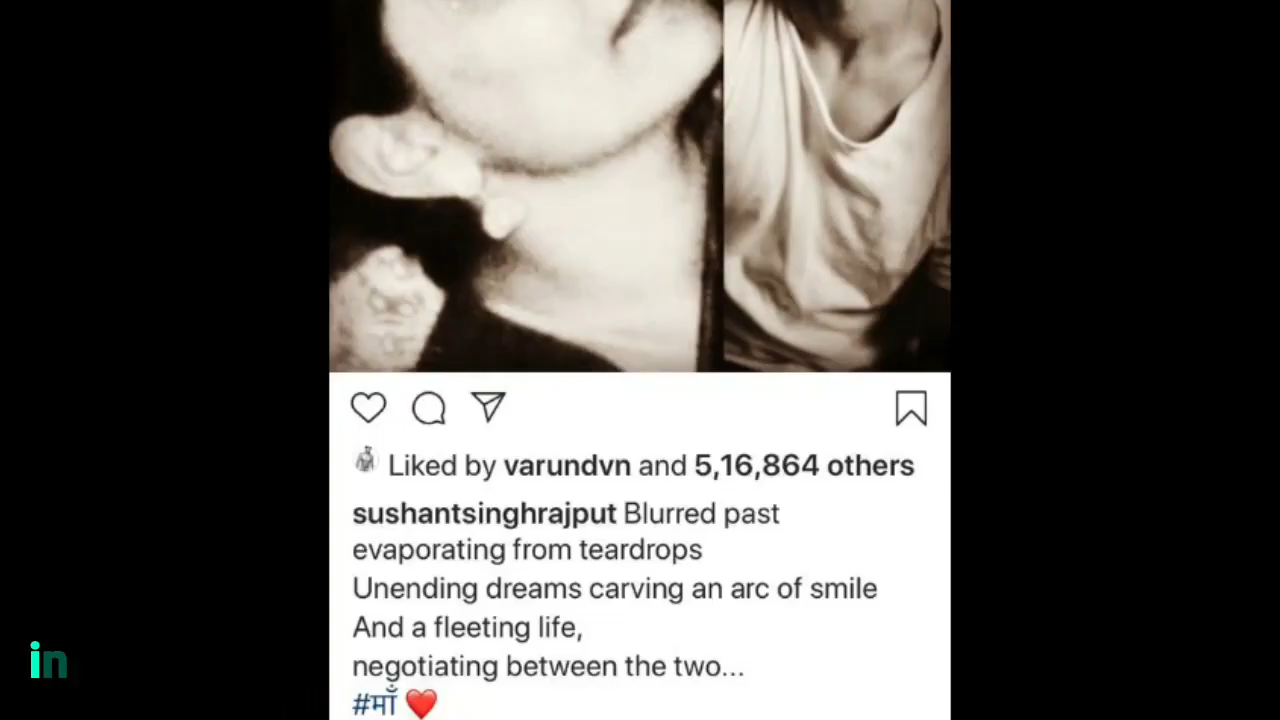 Liked by varundvn and 5,16,864 others
sushantsinghrajput Blurred past
evaporating from teardrops
Unending dreams carving an arc of smile
And a fleeting life,
negotiating between the two...
#माँ ❤️
in